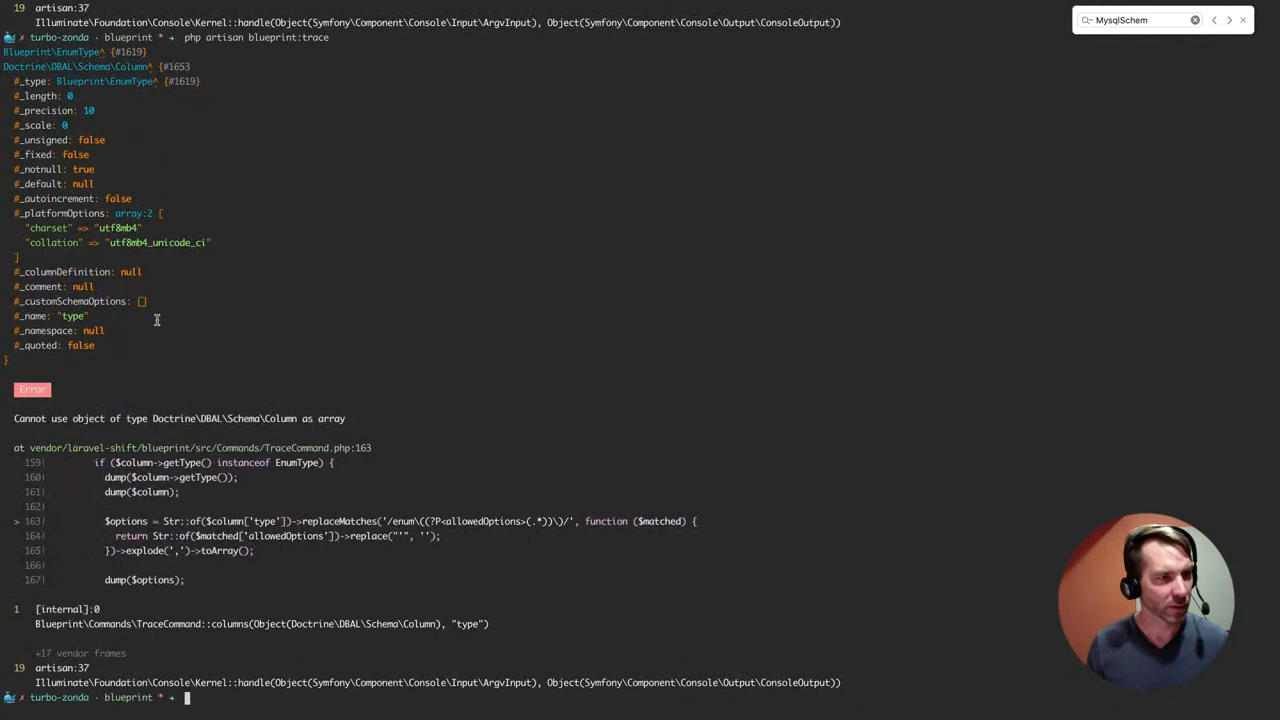 19  artisan:37
MysqlSchem
Illuminate\Foundation\Console\Kernel::handle(Object(Symfony\Component\Console\Input\ArgvInput), Object(Symfony\Component\Console\Output\ConsoleOutput))
✗ turbo-zonda · blueprint * → php artisan blueprint:trace
Blueprint\EnumType^ {#1619}
Doctrine\DBAL\Schema\Column^ {#1653
#_type: Blueprint\EnumType^ {#1619}
#_length: 0
#_precision: 10
#_scale: 0
#_unsigned: false
#_fixed: false
#_notnull: true
#_default: null
#_autoincrement: false
#_platformOptions: array:2 [
"charset" => "utf8mb4"
"collation" => "utf8mb4_unicode_ci"
]
#_columnDefinition: null
#_comment: null
#_customSchemaOptions: []
#_name: "type"
#_namespace: null
#_quoted: false
}
Error
Cannot use object of type Doctrine\DBAL\Schema\Column as array
at vendor/laravel-shift/blueprint/src/Commands/TraceCommand.php:163
159| if ($column->getType() instanceof EnumType) {
160| dump($column->getType());
161| dump($column);
162|
> 163| $options = Str::of($column['type'])->replaceMatches('/enum\((?P<allowedOptions>(.*))\)/', function ($matched) {
164| return Str::of($matched['allowedOptions'])->replace("'", '');
165| })->explode(',')->toArray();
166|
167| dump($options);
1 [internal]:0
Blueprint\Commands\TraceCommand::columns(Object(Doctrine\DBAL\Schema\Column), "type")
+17 vendor frames
19 artisan:37
Illuminate\Foundation\Console\Kernel::handle(Object(Symfony\Component\Console\Input\ArgvInput), Object(Symfony\Component\Console\Output\ConsoleOutput))
✗ turbo-zonda · blueprint * →